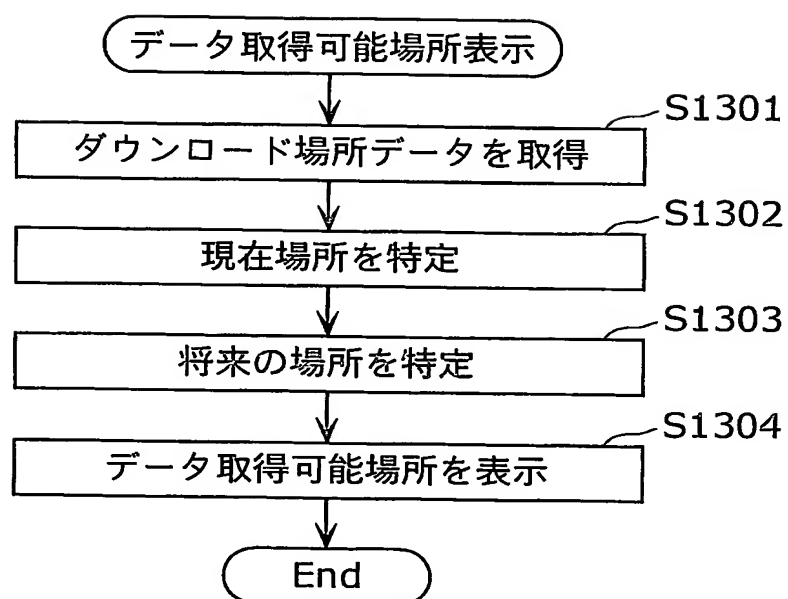 データ取得可能場所表示
S1301
ダウンロード場所データを取得
S1302
現在場所を特定
S1303
将来の場所を特定
S1304
データ取得可能場所を表示
End